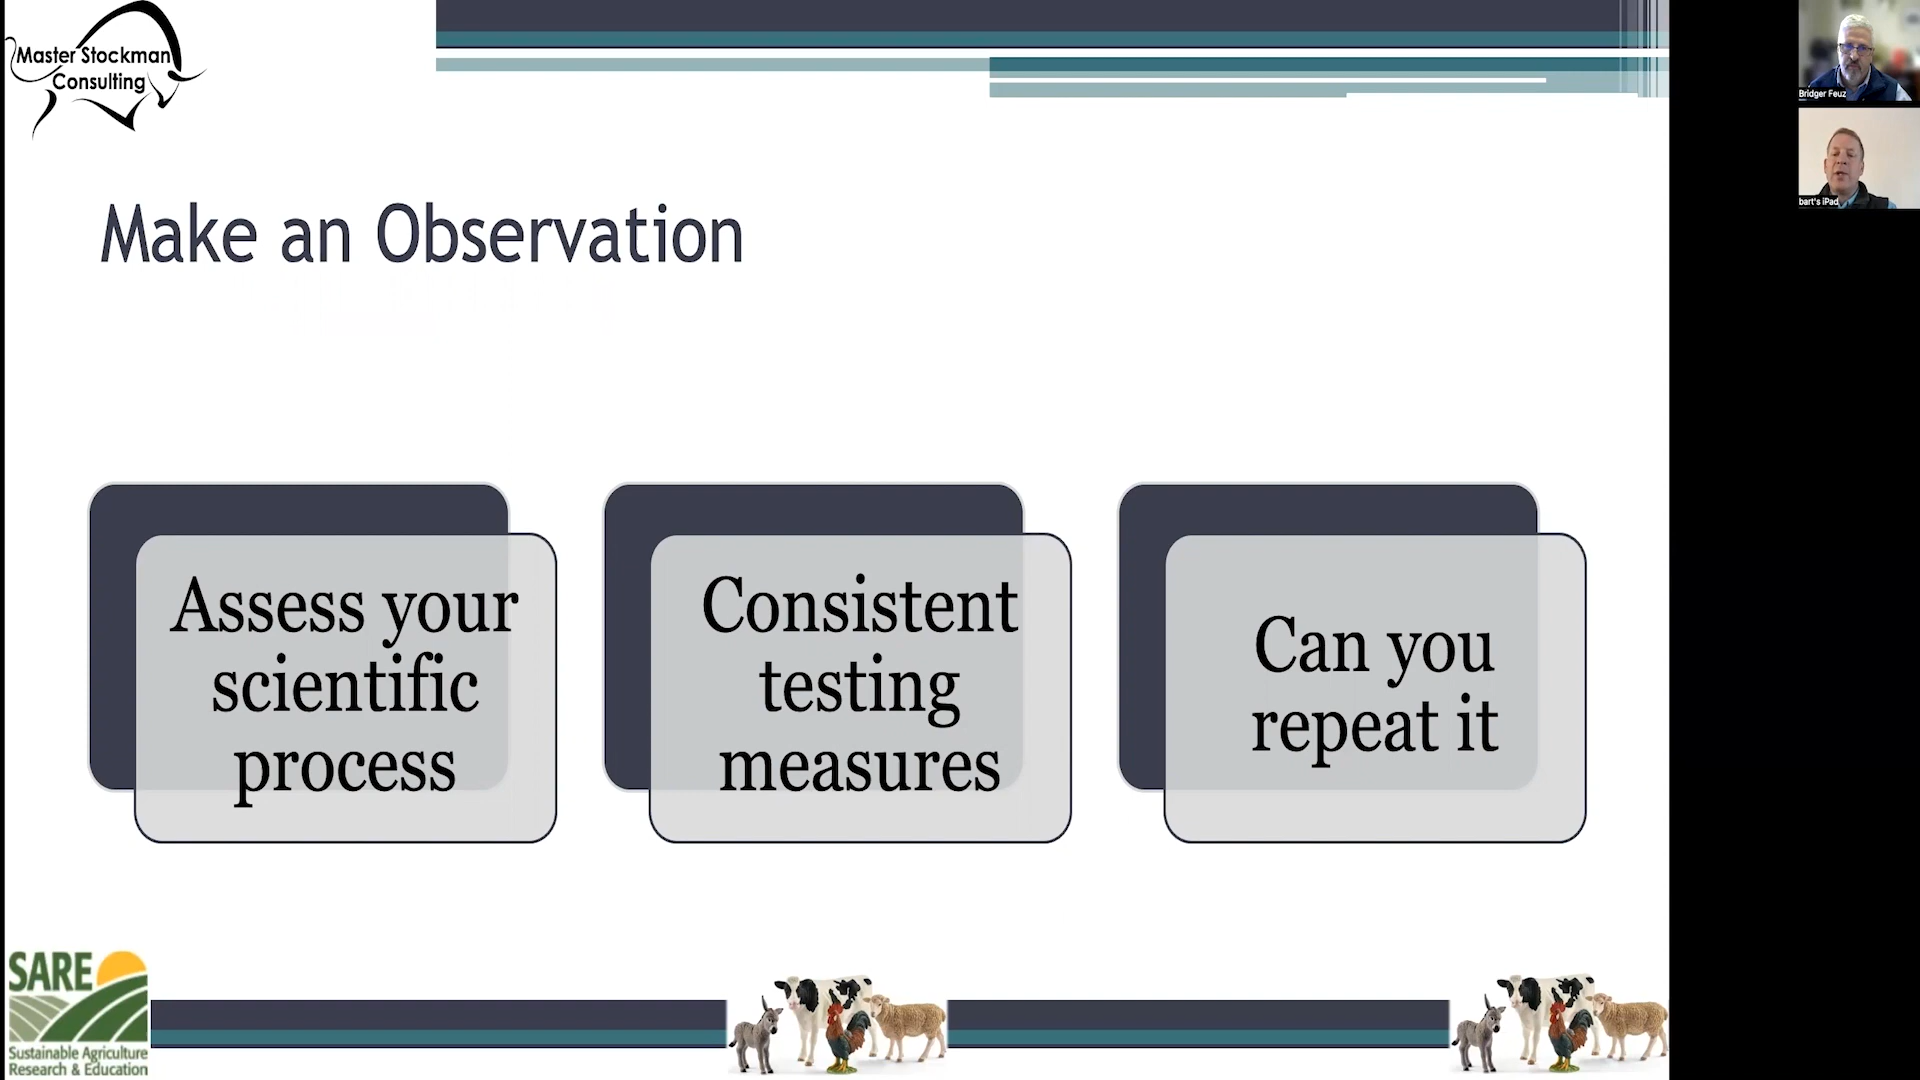 Master Stockman
Consulting
Make an Observation
Assess your
scientific
process
Consistent
testing
measures
Can you
repeat it
SARE
Sustainable Agriculture
Research & Education
Bridger Feuz
bart's iPad